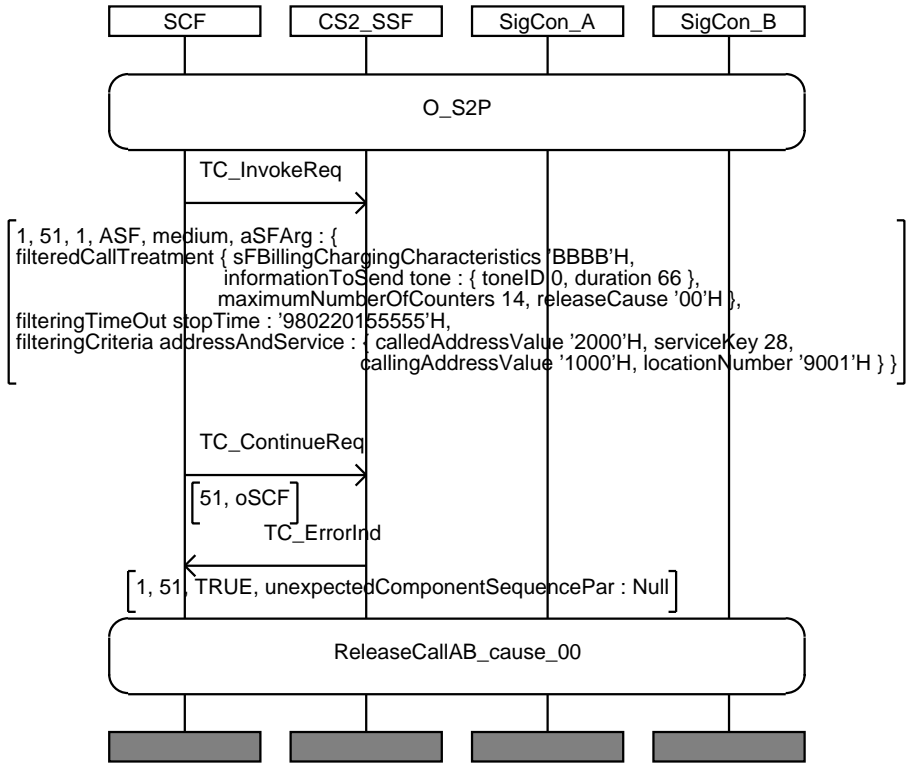 SCF CS2_SSF SigCon_A SigCon_B
O_S2P
TC_InvokeReq
1, 51, 1, ASF, medium, aSFArg : {
filteredCallTreatment { sFBillingChargingCharacteristics ’BBBB’H,
informationToSend tone : { toneID 0, duration 66 },
maximumNumberOfCounters 14, releaseCause ’00’H },
filteringTimeOut stopTime : ’980220155555’H,
filteringCriteria addressAndService : { calledAddressValue ’2000’H, serviceKey 28,
callingAddressValue ’1000’H, locationNumber ’9001’H } }
TC_ContinueReq
51, oSCF
TC_ErrorInd
1, 51, TRUE, unexpectedComponentSequencePar : Null
ReleaseCallAB_cause_00